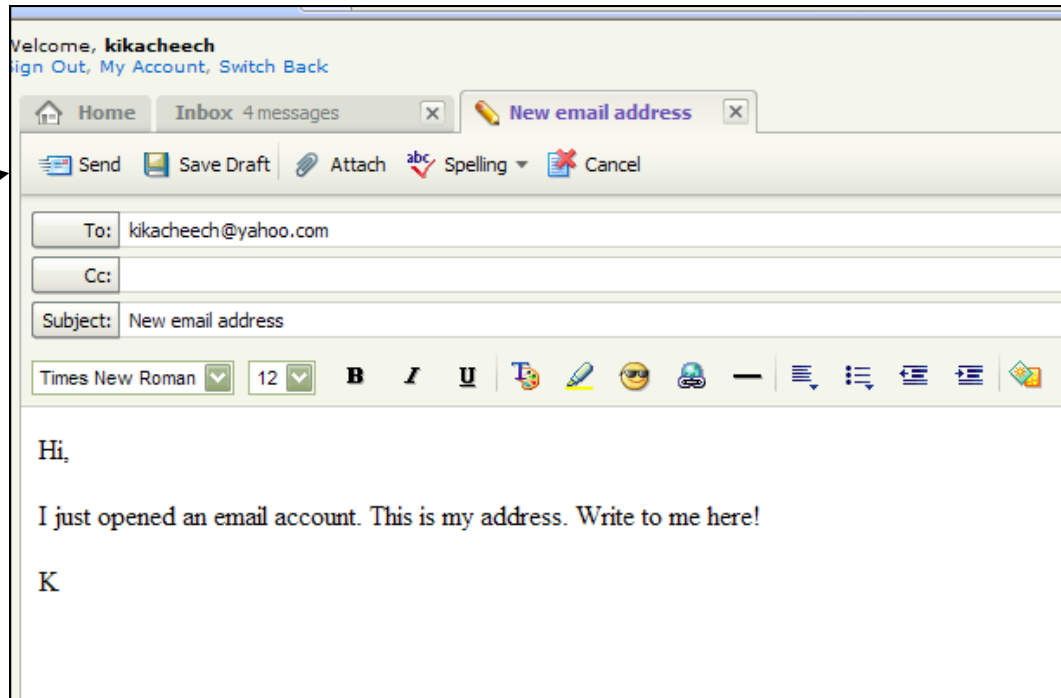 Welcome, kikacheech
Sign Out, My Account, Switch Back
Home Inbox 4 messages New email address
Send Save Draft Attach abc Spelling Cancel
To: kikacheech@yahoo.com
Cc:
Subject: New email address
Times New Roman 12 B I U T
Hi,
I just opened an email account. This is my address. Write to me here!
K